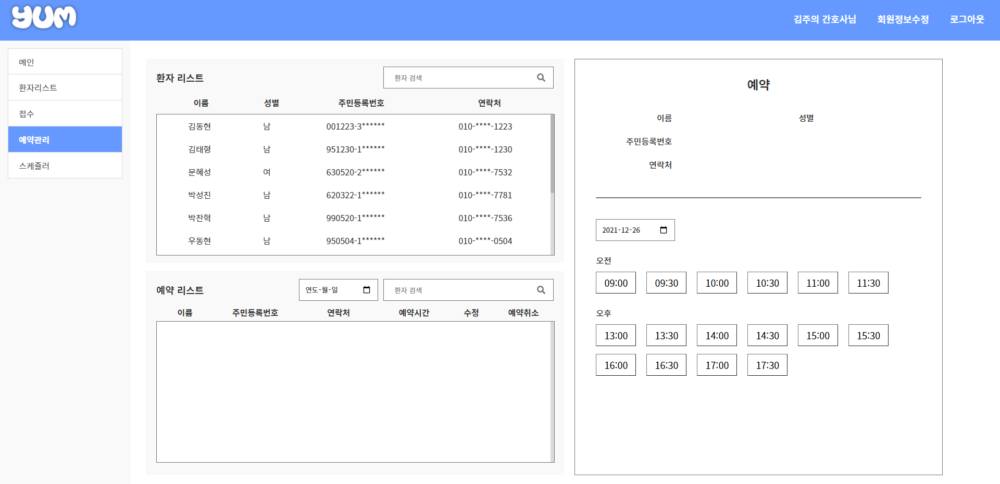 YUM
김주의 간호사님 회원정보수정 로그아웃
메인
환자리스트
접수
예약관리
스케쥴러
환자 리스트
환자 검색
이름 성별 주민등록번호 연락처
김동현 남 001223-3****** 010-****-1223
김태형 남 951230-1****** 010-****-1230
문혜성 여 630520-2****** 010-****-7532
박성진 남 620322-1****** 010-****-7781
박찬혁 남 990520-1****** 010-****-7536
우동현 남 950504-1****** 010-****-0504
예약 리스트
연도-월-일
환자 검색
이름 주민등록번호 연락처 예약시간 수정 예약취소
예약
이름 성별
주민등록번호
연락처
2021-12-26
오전
09:00 09:30 10:00 10:30 11:00 11:30
오후
13:00 13:30 14:00 14:30 15:00 15:30
16:00 16:30 17:00 17:30